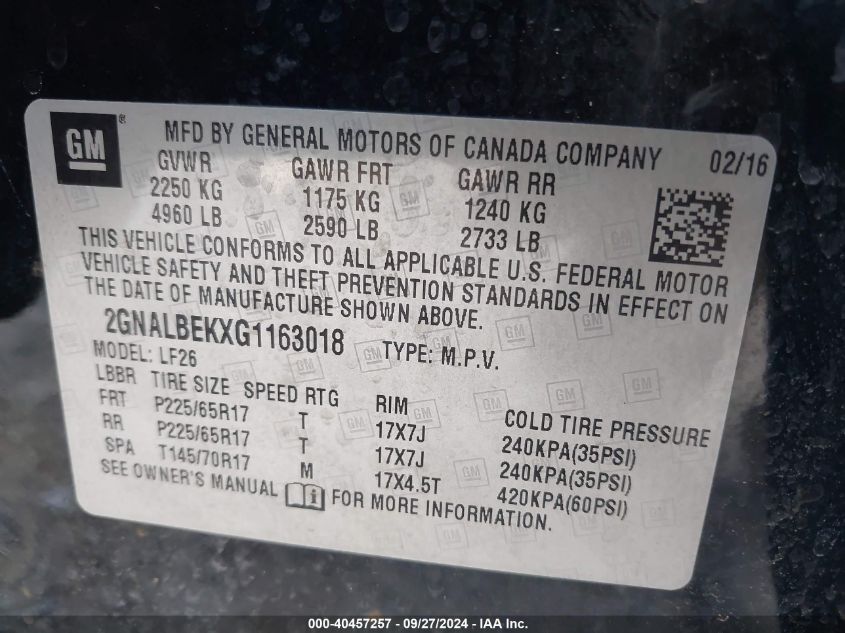 GM®
MFD BY GENERAL MOTORS OF CANADA COMPANY 02/16
GVWR GAWR FRT GAWR RR
2250 KG 1175 KG 1240 KG
4960 LB 2590 LB 2733 LB
THIS VEHICLE CONFORMS TO ALL APPLICABLE U.S. FEDERAL MOTOR
VEHICLE SAFETY AND THEFT PREVENTION STANDARDS IN EFFECT ON
THE DATE OF MANUFACTURE SHOWN ABOVE.
2GNALBEKXG1163018 TYPE: M.P.V.
MODEL: LF26
LBBR TIRE SIZE SPEED RTG RIM COLD TIRE PRESSURE
FRT P225/65R17 T 17X7J 240KPA(35PSI)
RR P225/65R17 T 17X7J 240KPA(35PSI)
SPA T145/70R17 M 17X4.5T 420KPA(60PSI)
SEE OWNER'S MANUAL i FOR MORE INFORMATION.
000-40457257 - 09/27/2024 - IAA Inc.